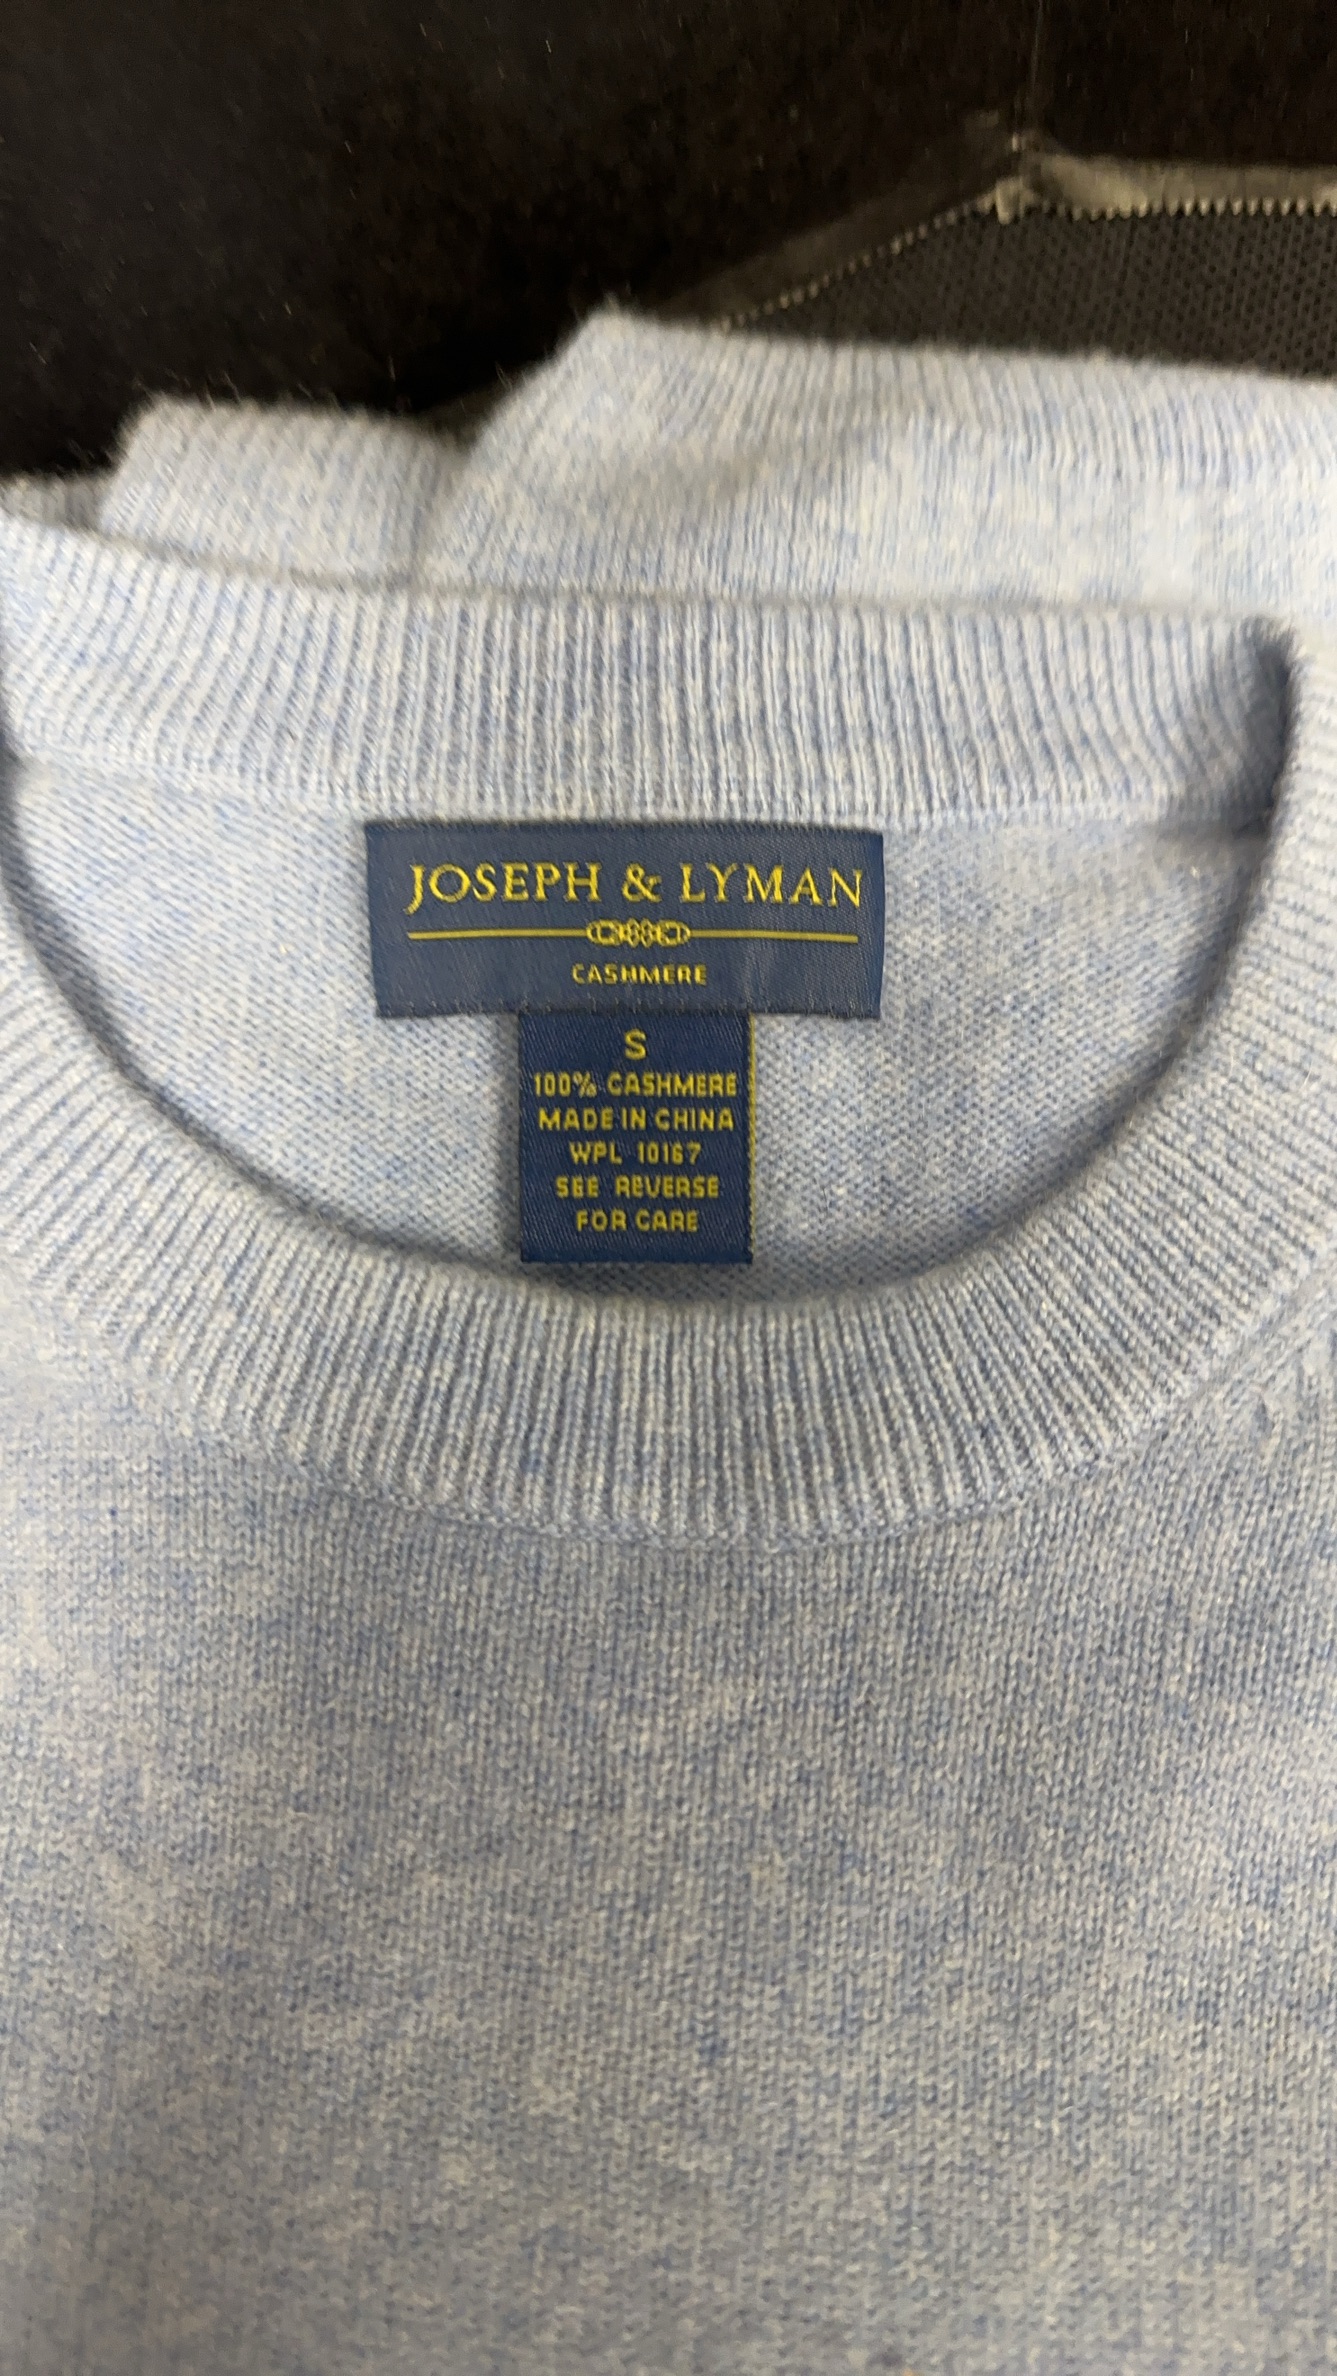 JOSEPH & LYMAN
CASHMERE
S
100% CASHMERE
MADE IN CHINA
WPL 10167
SEE REVERSE
FOR CARE